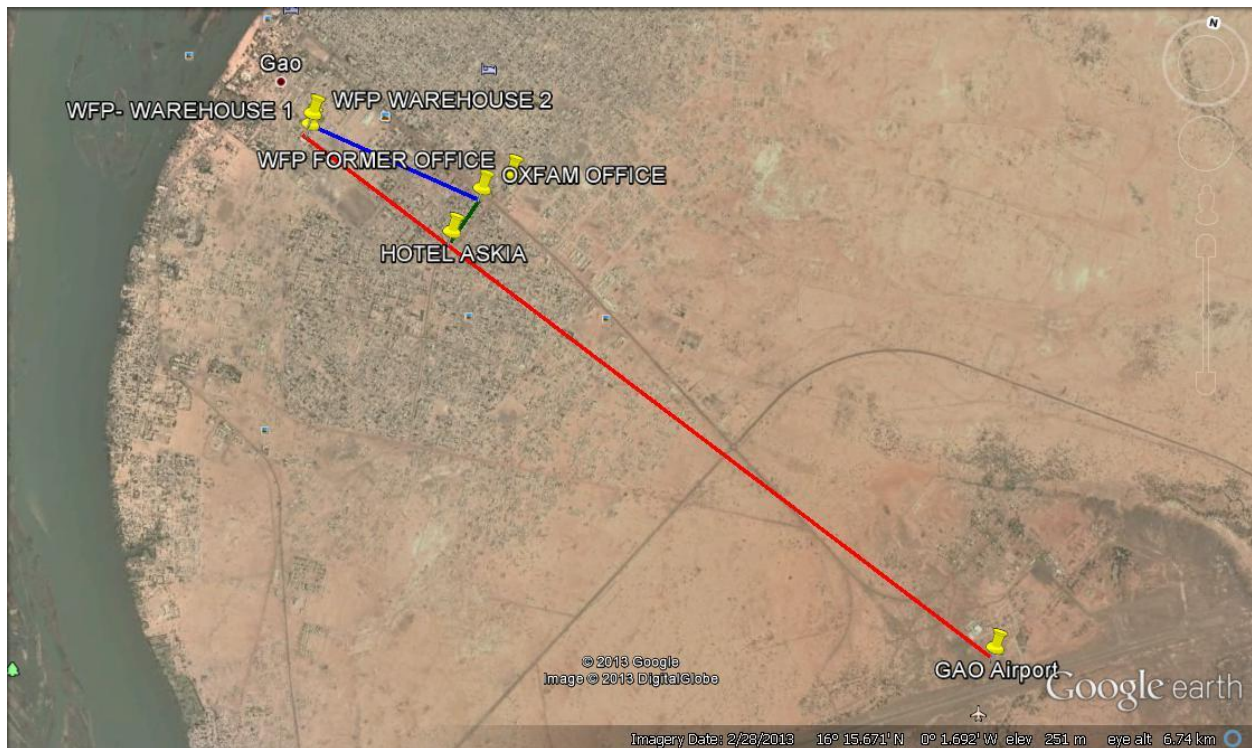 N
Gao
WFP- WAREHOUSE 1
WFP WAREHOUSE 2
WFP FORMER OFFICE
OXFAM OFFICE
HOTEL ASKIA
GAO Airport
© 2013 Google
Image © 2013 DigitalGlobe
Google earth
Imagery Date: 2/28/2013 16° 15.671' N 0° 1.692' W elev 251 m eye alt 6.74 km